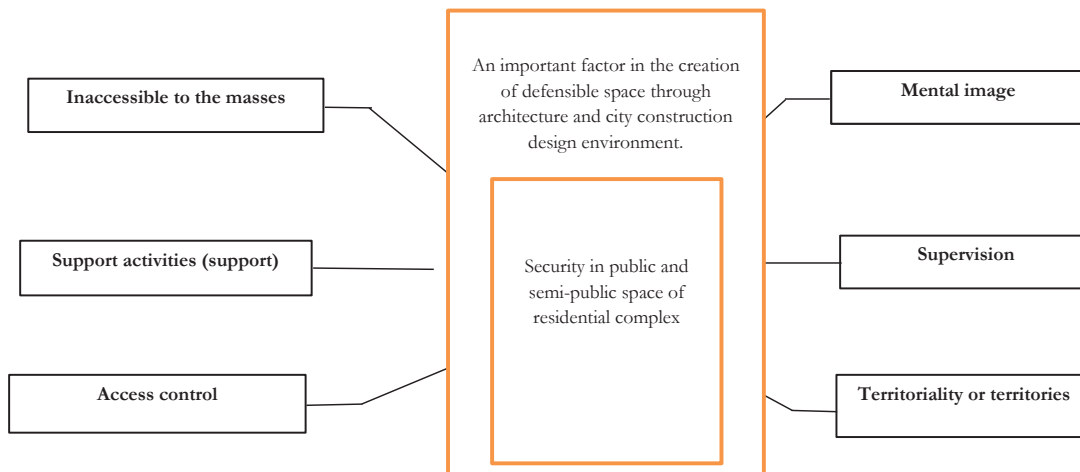 Inaccessible to the masses
Support activities (support)
Access control
An important factor in the creation
of defensible space through
architecture and city construction
design environment.
Security in public and
semi-public space of
residential complex
Mental image
Supervision
Territoriality or territories